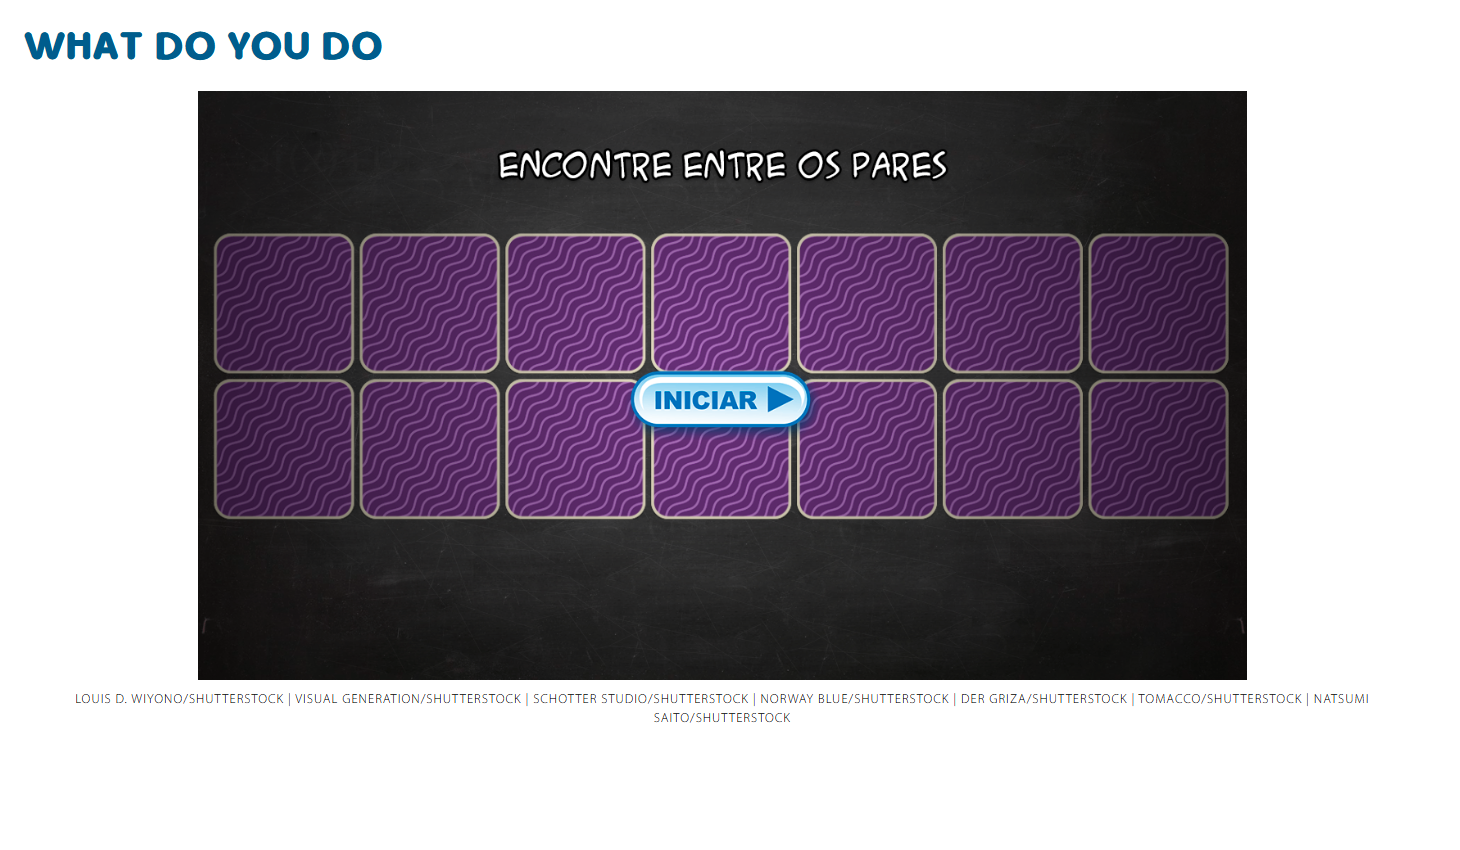 WHAT DO YOU DO
ENCONTRE ENTRE OS PARES
INICIAR
LOUIS D. WIYONO/SHUTTERSTOCK | VISUAL GENERATION/SHUTTERSTOCK | SCHOTTER STUDIO/SHUTTERSTOCK | NORWAY BLUE/SHUTTERSTOCK | DER GRIZA/SHUTTERSTOCK | TOMACCO/SHUTTERSTOCK | NATSUMI
SAITO/SHUTTERSTOCK